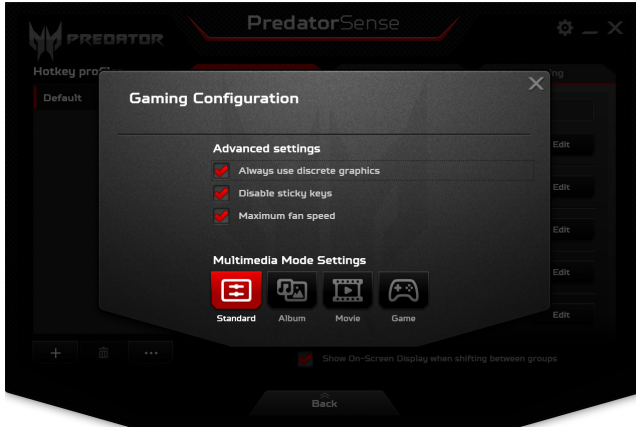 PREDATOR
PredatorSense
Hotkey pro
ng
Default
Gaming Configuration
Advanced settings
Always use discrete graphics
Disable sticky keys
Maximum fan speed
Edit
Edit
Edit
Edit
Edit
Multimedia Mode Settings
Standard
Album
Movie
Game
Show On-Screen Display when shifting between groups
Back